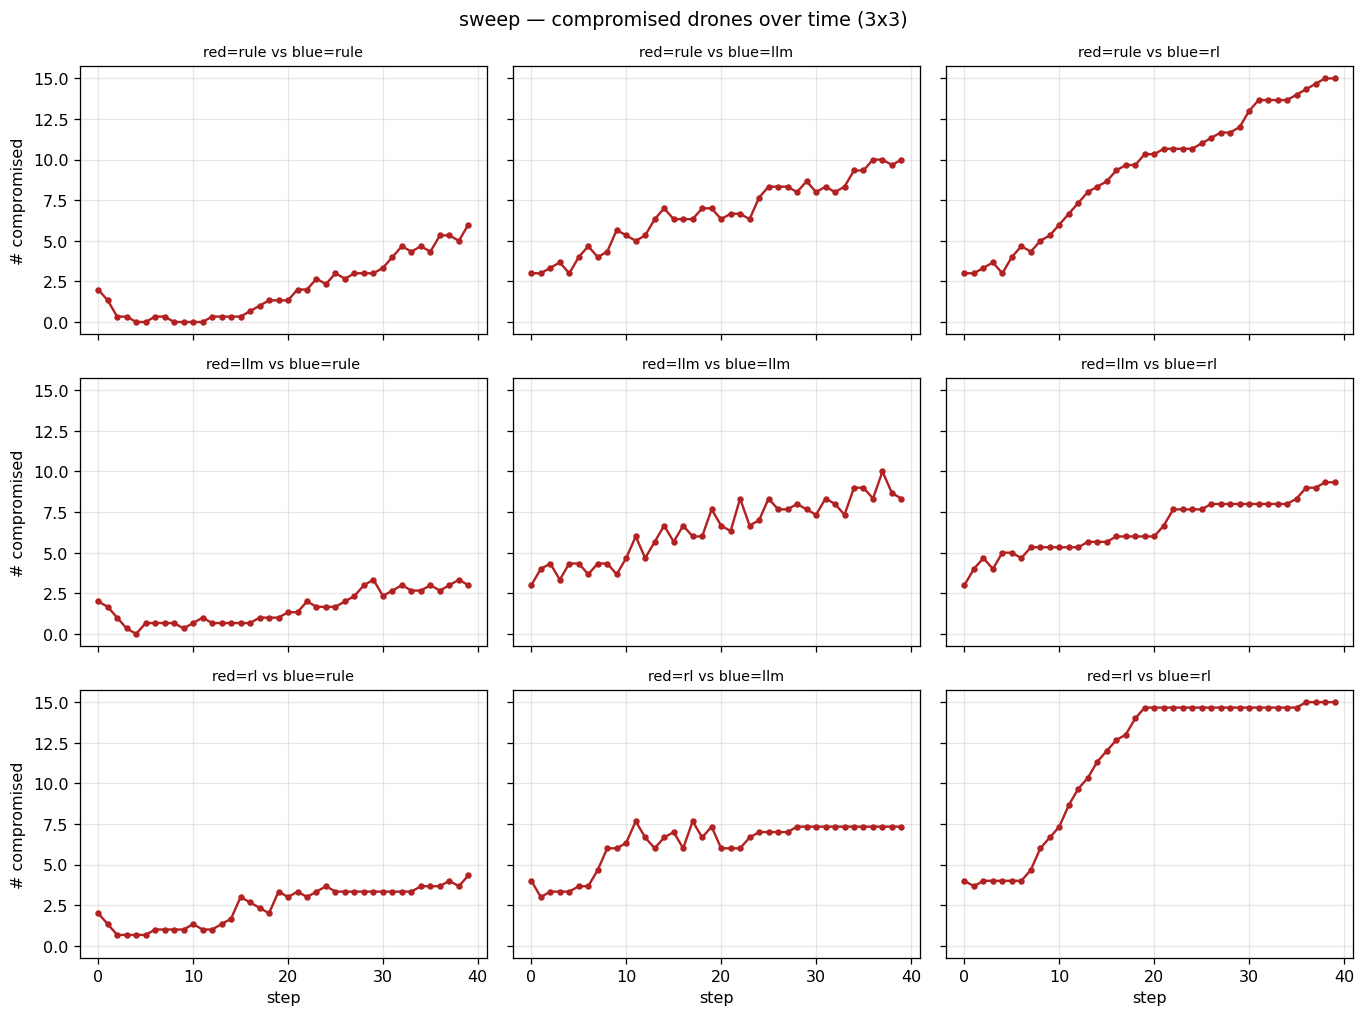 sweep — compromised drones over time (3x3)
red=rule vs blue=rule
red=rule vs blue=llm
red=rule vs blue=rl
15.0
12.5
10.0
7.5
5.0
2.5
0.0
# compromised
red=llm vs blue=rule
red=llm vs blue=llm
red=llm vs blue=rl
15.0
12.5
10.0
7.5
5.0
2.5
0.0
# compromised
red=rl vs blue=rule
red=rl vs blue=llm
red=rl vs blue=rl
15.0
12.5
10.0
7.5
5.0
2.5
0.0
# compromised
0 10 20 30 40
0 10 20 30 40
0 10 20 30 40
step
step
step